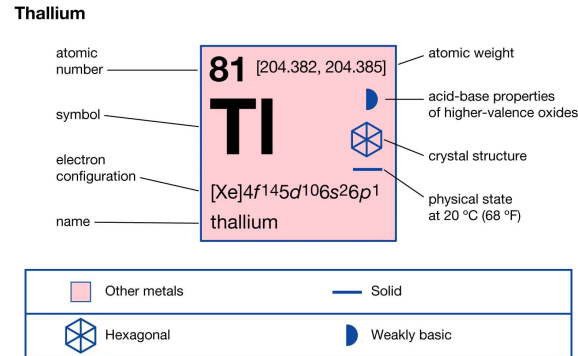 Thallium
atomic
number
81 [204.382, 204.385]
atomic weight
symbol
Tl
acid-base properties
of higher-valence oxides
crystal structure
electron
configuration
[Xe]4f145d106s26p1
physical state
at 20 ºC (68 ºF)
name
thallium
Other metals
Solid
Hexagonal
Weakly basic